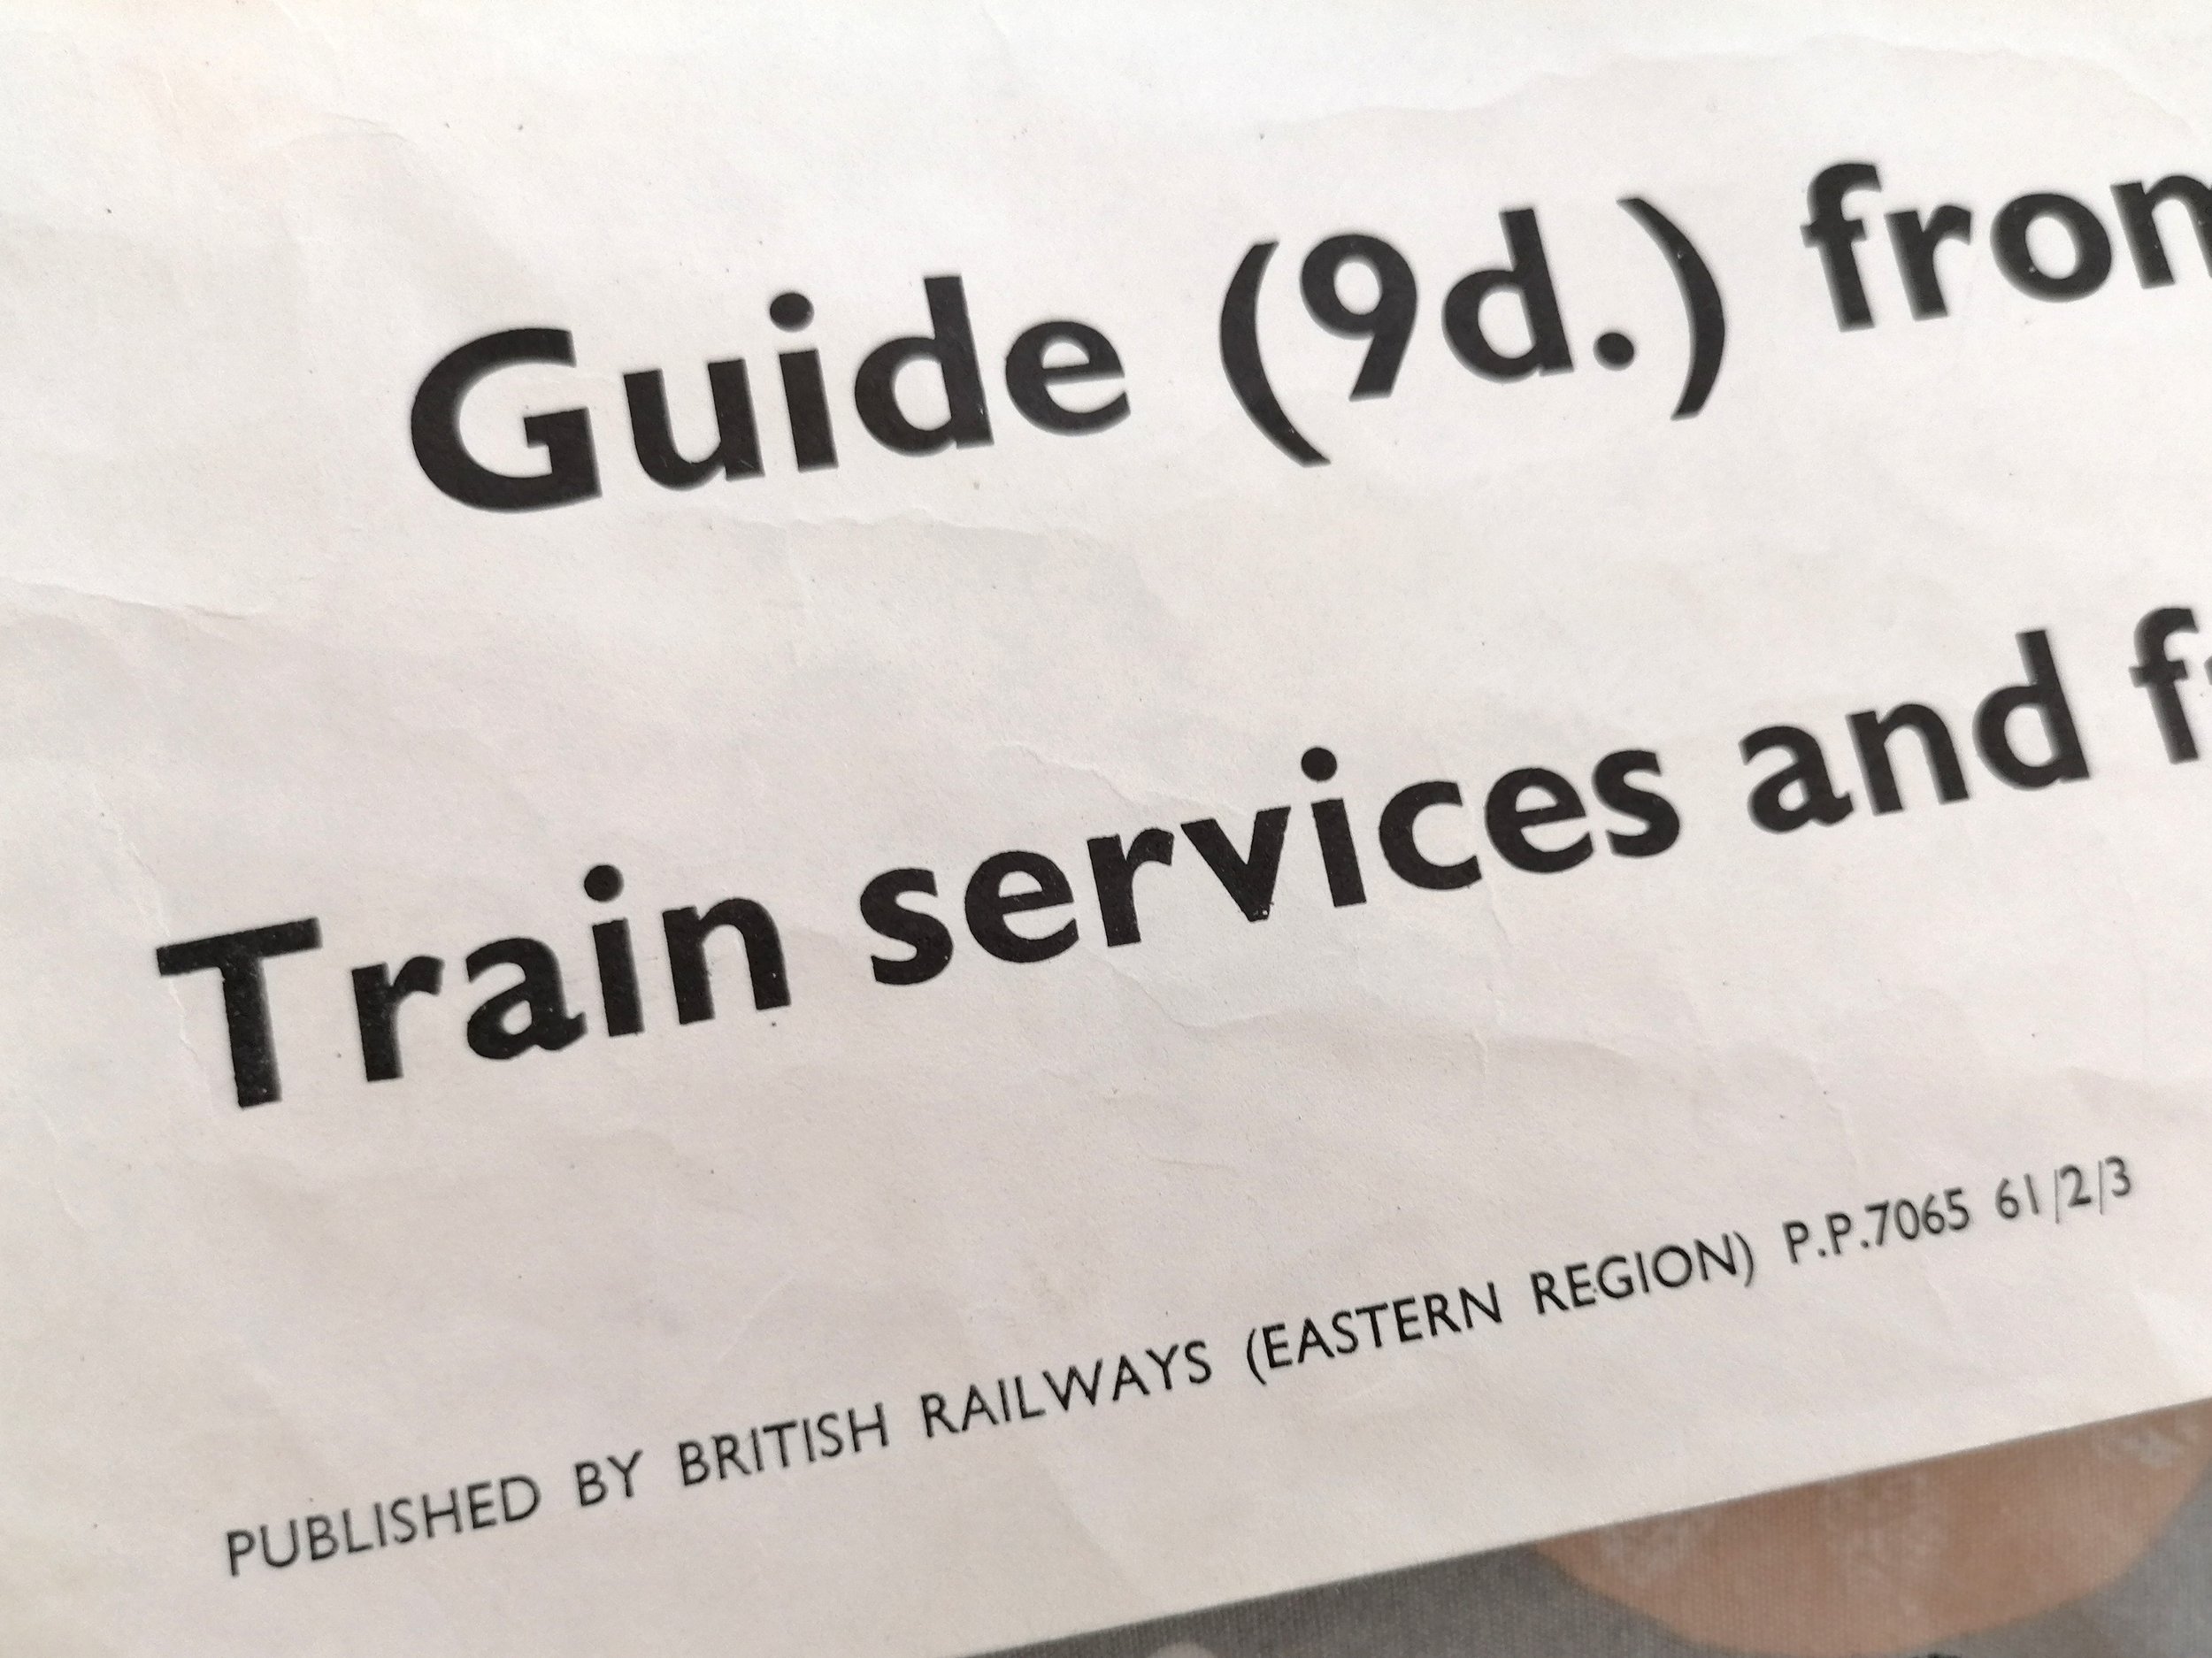 Guide (9d.) from
Train services and f
PUBLISHED BY BRITISH RAILWAYS (EASTERN REGION) P.P.7065 61/2/3